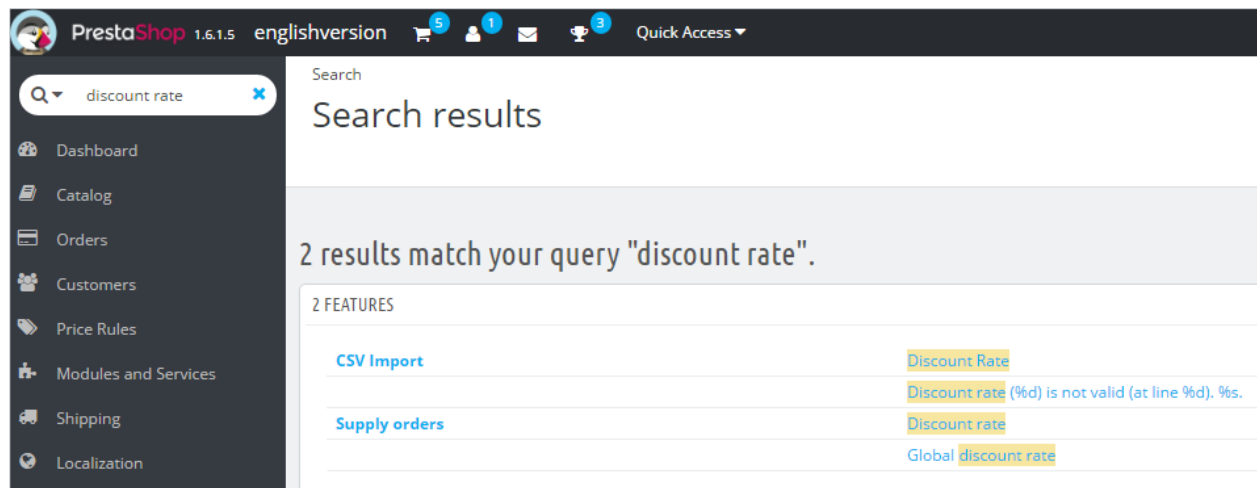 PrestaShop 1.6.1.5 englishversion 5 1 3 Quick Access
discount rate
Dashboard
Catalog
Orders
Customers
Price Rules
Modules and Services
Shipping
Localization
Search
Search results
2 results match your query "discount rate".
2 FEATURES
CSV Import Discount Rate
Discount rate (%d) is not valid (at line %d). %s.
Supply orders Discount rate
Global discount rate